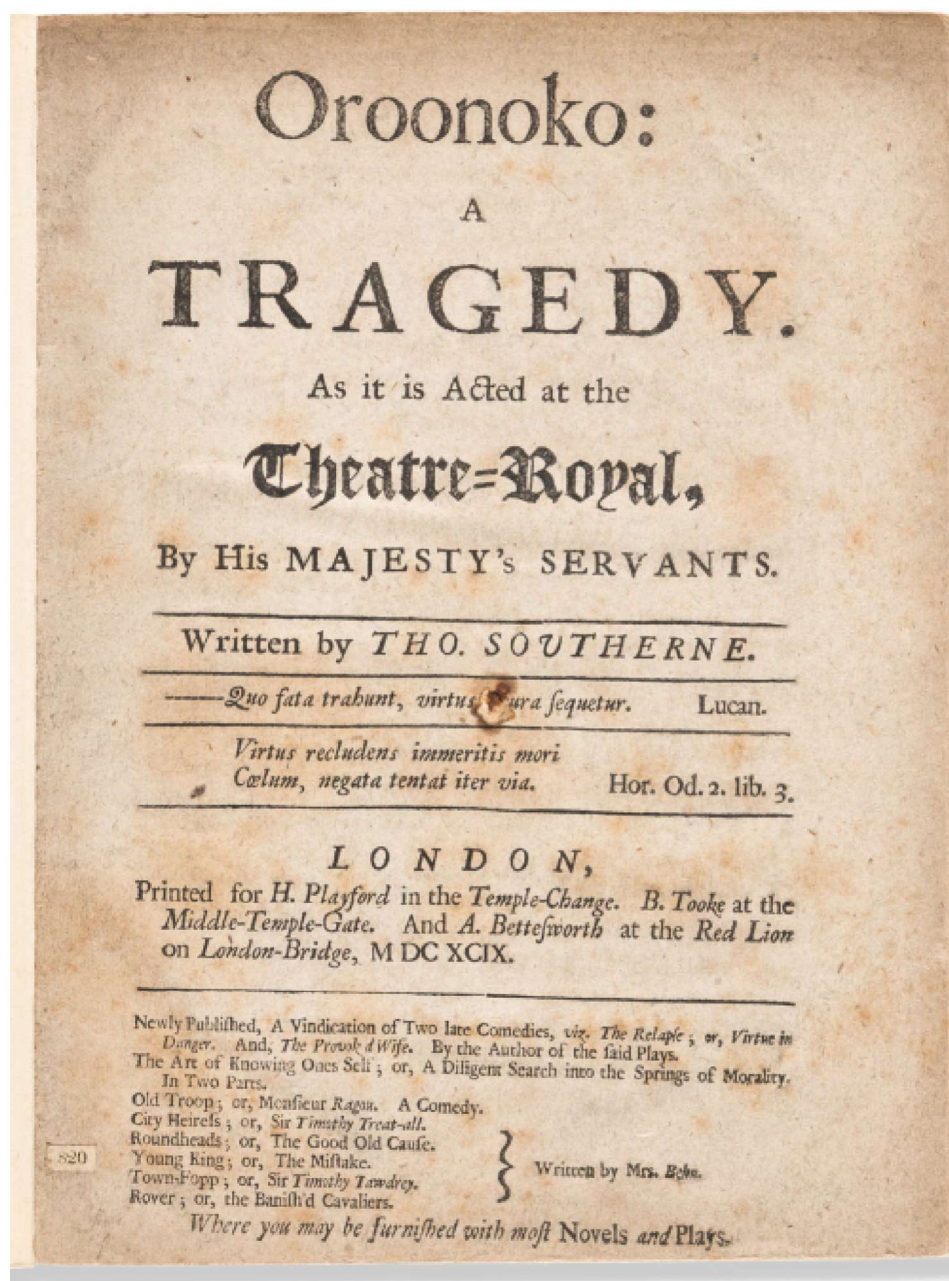 Oroonoko:
A
TRAGEDY.
As it is Acted at the
Theatre=Royal,
By His MAJESTY's SERVANTS.
Written by THO. SOUTHERNE.
——Quo fata trahunt, virtus ura ſequetur. Lucan.
Virtus recludens immeritis mori
Cœlum, negata tentat iter via. Hor. Od. 2. lib. 3.
LONDON,
Printed for H. Playford in the Temple-Change. B. Tooke at the
Middle-Temple-Gate. And A. Betteſworth at the Red Lion
on London-Bridge, M DC XCIX.
Newly Publiſhed, A Vindication of Two late Comedies, viz. The Relapſe; or, Virtue in
Danger. And, The Provok'd Wife. By the Author of the ſaid Plays.
The Art of Knowing Ones Self; or, A Diligent Search into the Springs of Morality.
In Two Parts.
Old Troop; or, Monſieur Ragou. A Comedy.
City Heireſs; or, Sir Timothy Treat-all.
Roundheads; or, The Good Old Cauſe.
Young King; or, The Miſtake.
Town-Fopp; or, Sir Timothy Tawdrey.
Rover; or, the Baniſh'd Cavaliers.
} Written by Mrs. Behn.
820
Where you may be furniſhed with moſt Novels and Plays.